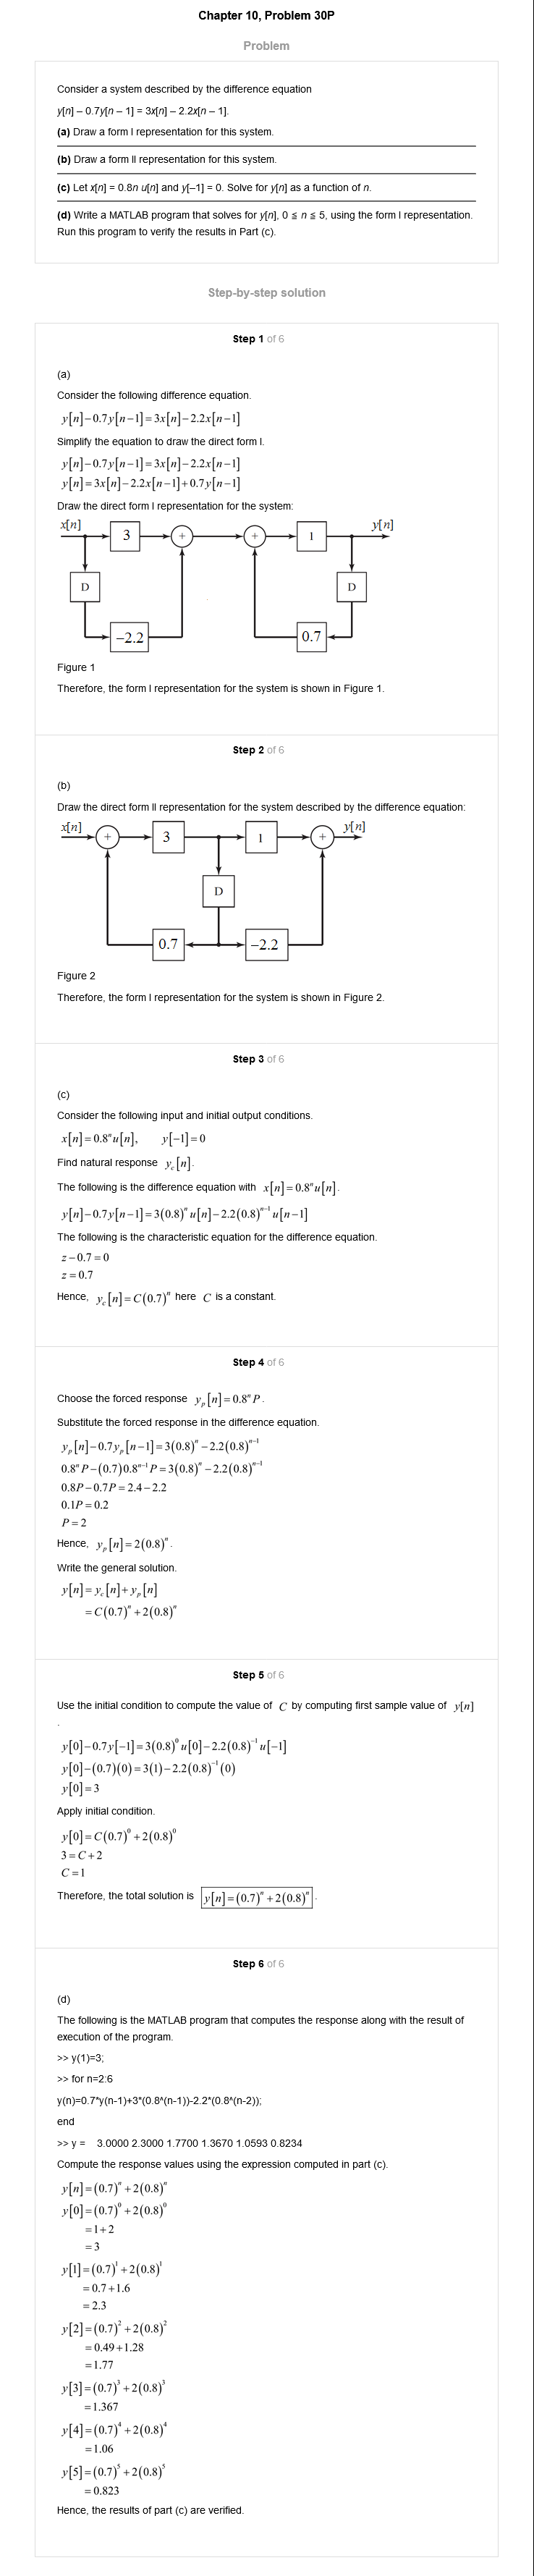 Chapter 10, Problem 30P
Problem
Consider a system described by the difference equation
y[n] – 0.7y[n – 1] = 3x[n] – 2.2x[n – 1].
(a) Draw a form I representation for this system.
(b) Draw a form II representation for this system.
(c) Let x[n] = 0.8n u[n] and y[–1] = 0. Solve for y[n] as a function of n.
(d) Write a MATLAB program that solves for y[n], 0 ≦ n ≦ 5, using the form I representation.
Run this program to verify the results in Part (c).
Step-by-step solution
Step 1 of 6
(a)
Consider the following difference equation.
y[n]−0.7y[n−1]=3x[n]−2.2x[n−1]
Simplify the equation to draw the direct form I.
y[n]−0.7y[n−1]=3x[n]−2.2x[n−1]
y[n]=3x[n]−2.2x[n−1]+0.7y[n−1]
Draw the direct form I representation for the system:
x[n] 3 + + 1 y[n]
D D
−2.2 0.7
Figure 1
Therefore, the form I representation for the system is shown in Figure 1.
Step 2 of 6
(b)
Draw the direct form II representation for the system described by the difference equation:
x[n] + 3 1 + y[n]
D
0.7 −2.2
Figure 2
Therefore, the form I representation for the system is shown in Figure 2.
Step 3 of 6
(c)
Consider the following input and initial output conditions.
x[n]=0.8ⁿu[n], y[−1]=0
Find natural response y_c[n].
The following is the difference equation with x[n]=0.8ⁿu[n].
y[n]−0.7y[n−1]=3(0.8)ⁿu[n]−2.2(0.8)ⁿ⁻¹u[n−1]
The following is the characteristic equation for the difference equation.
z−0.7=0
z=0.7
Hence, y_c[n]=C(0.7)ⁿ here C is a constant.
Step 4 of 6
Choose the forced response y_p[n]=0.8ⁿP.
Substitute the forced response in the difference equation.
y_p[n]−0.7y_p[n−1]=3(0.8)ⁿ−2.2(0.8)ⁿ⁻¹
0.8ⁿP−(0.7)0.8ⁿ⁻¹P=3(0.8)ⁿ−2.2(0.8)ⁿ⁻¹
0.8P−0.7P=2.4−2.2
0.1P=0.2
P=2
Hence, y_p[n]=2(0.8)ⁿ.
Write the general solution.
y[n]=y_c[n]+y_p[n]
=C(0.7)ⁿ+2(0.8)ⁿ
Step 5 of 6
Use the initial condition to compute the value of C by computing first sample value of y[n]
.
y[0]−0.7y[−1]=3(0.8)⁰u[0]−2.2(0.8)⁻¹u[−1]
y[0]−(0.7)(0)=3(1)−2.2(0.8)⁻¹(0)
y[0]=3
Apply initial condition.
y[0]=C(0.7)⁰+2(0.8)⁰
3=C+2
C=1
Therefore, the total solution is y[n]=(0.7)ⁿ+2(0.8)ⁿ.
Step 6 of 6
(d)
The following is the MATLAB program that computes the response along with the result of
execution of the program.
>> y(1)=3;
>> for n=2:6
y(n)=0.7*y(n-1)+3*(0.8^(n-1))-2.2*(0.8^(n-2));
end
>> y = 3.0000 2.3000 1.7700 1.3670 1.0593 0.8234
Compute the response values using the expression computed in part (c).
y[n]=(0.7)ⁿ+2(0.8)ⁿ
y[0]=(0.7)⁰+2(0.8)⁰
=1+2
=3
y[1]=(0.7)¹+2(0.8)¹
=0.7+1.6
=2.3
y[2]=(0.7)²+2(0.8)²
=0.49+1.28
=1.77
y[3]=(0.7)³+2(0.8)³
=1.367
y[4]=(0.7)⁴+2(0.8)⁴
=1.06
y[5]=(0.7)⁵+2(0.8)⁵
=0.823
Hence, the results of part (c) are verified.